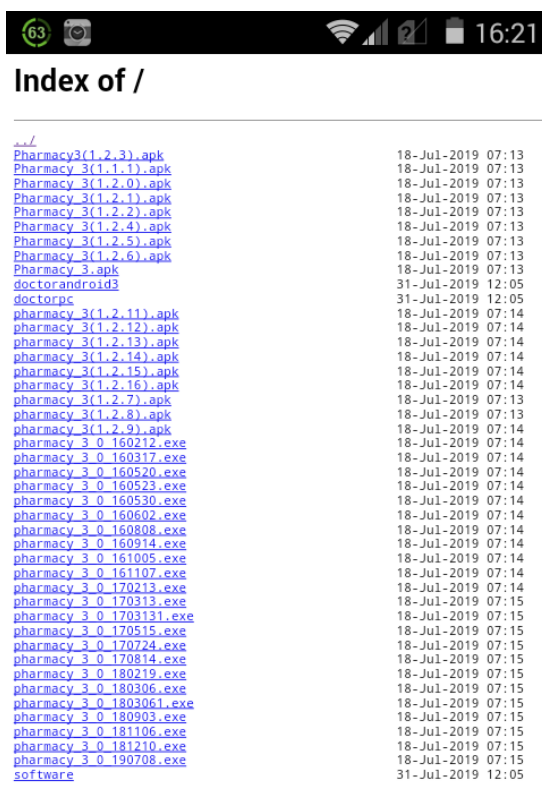 63 16:21
Index of /
../
Pharmacy3(1.2.3).apk 18-Jul-2019 07:13
Pharmacy_3(1.1.1).apk 18-Jul-2019 07:13
Pharmacy_3(1.2.0).apk 18-Jul-2019 07:13
Pharmacy_3(1.2.1).apk 18-Jul-2019 07:13
Pharmacy_3(1.2.2).apk 18-Jul-2019 07:13
Pharmacy_3(1.2.4).apk 18-Jul-2019 07:13
Pharmacy_3(1.2.5).apk 18-Jul-2019 07:13
Pharmacy_3(1.2.6).apk 18-Jul-2019 07:13
Pharmacy_3.apk 18-Jul-2019 07:13
doctorandroid3 31-Jul-2019 12:05
doctorpc 31-Jul-2019 12:05
pharmacy_3(1.2.11).apk 18-Jul-2019 07:14
pharmacy_3(1.2.12).apk 18-Jul-2019 07:14
pharmacy_3(1.2.13).apk 18-Jul-2019 07:14
pharmacy_3(1.2.14).apk 18-Jul-2019 07:14
pharmacy_3(1.2.15).apk 18-Jul-2019 07:14
pharmacy_3(1.2.16).apk 18-Jul-2019 07:14
pharmacy_3(1.2.7).apk 18-Jul-2019 07:13
pharmacy_3(1.2.8).apk 18-Jul-2019 07:13
pharmacy_3(1.2.9).apk 18-Jul-2019 07:14
pharmacy_3_0_160212.exe 18-Jul-2019 07:14
pharmacy_3_0_160317.exe 18-Jul-2019 07:14
pharmacy_3_0_160520.exe 18-Jul-2019 07:14
pharmacy_3_0_160523.exe 18-Jul-2019 07:14
pharmacy_3_0_160530.exe 18-Jul-2019 07:14
pharmacy_3_0_160602.exe 18-Jul-2019 07:14
pharmacy_3_0_160808.exe 18-Jul-2019 07:14
pharmacy_3_0_160914.exe 18-Jul-2019 07:14
pharmacy_3_0_161005.exe 18-Jul-2019 07:14
pharmacy_3_0_161107.exe 18-Jul-2019 07:14
pharmacy_3_0_170213.exe 18-Jul-2019 07:14
pharmacy_3_0_170313.exe 18-Jul-2019 07:15
pharmacy_3_0_1703131.exe 18-Jul-2019 07:15
pharmacy_3_0_170515.exe 18-Jul-2019 07:15
pharmacy_3_0_170724.exe 18-Jul-2019 07:15
pharmacy_3_0_170814.exe 18-Jul-2019 07:15
pharmacy_3_0_180219.exe 18-Jul-2019 07:15
pharmacy_3_0_180306.exe 18-Jul-2019 07:15
pharmacy_3_0_1803061.exe 18-Jul-2019 07:15
pharmacy_3_0_180903.exe 18-Jul-2019 07:15
pharmacy_3_0_181106.exe 18-Jul-2019 07:15
pharmacy_3_0_181210.exe 18-Jul-2019 07:15
pharmacy_3_0_190708.exe 18-Jul-2019 07:15
software 31-Jul-2019 12:05